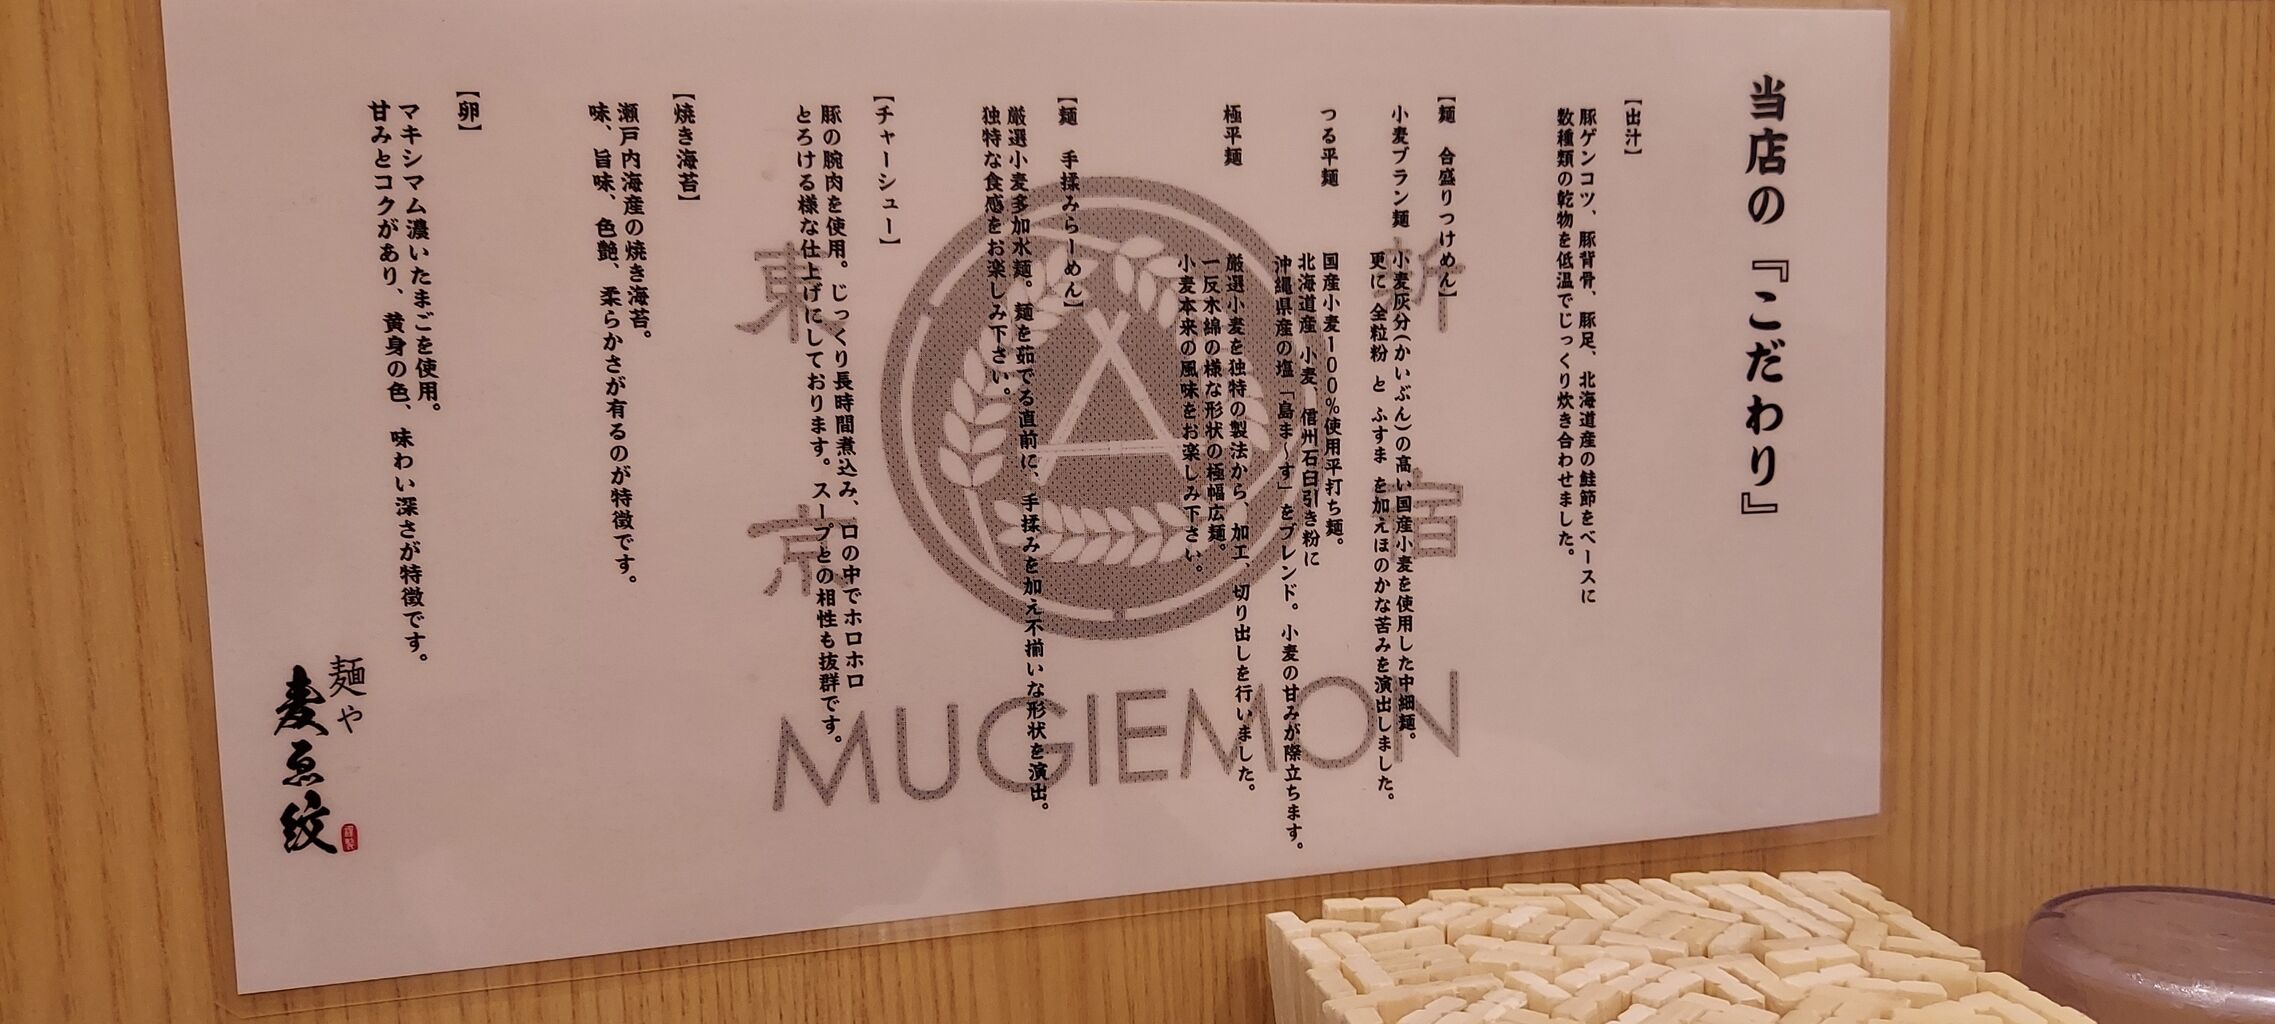 当店の『こだわり』
【出汁】
豚ゲンコツ、豚背骨、豚足、北海道産の鮭節をベースに
数種類の乾物を低温でじっくり炊き合わせました。
【麺 合盛りつけめん】
小麦ブラン麺 小麦灰分(かいぶん)の高い国産小麦を使用した中細麺。
更に 全粒粉 と ふすま を加えほのかな苦みを演出しました。
つる平麺 国産小麦100%使用平打ち麺。
北海道産 小麦、信州石臼引き粉に
沖縄県産の塩「島ま〜す」をブレンド。小麦の甘みが際立ちます。
極平麺 厳選小麦を独特の製法から、加工、切り出しを行いました。
一反木綿の様な形状の極幅広麺。
小麦本来の風味をお楽しみ下さい。
【麺 手揉みらーめん】
厳選小麦多加水麺。麺を茹でる直前に、手揉みを加え不揃いな形状を演出。
独特な食感をお楽しみ下さい。
【チャーシュー】
豚の腕肉を使用。じっくり長時間煮込み、口の中でホロホロ
とろける様な仕上げにしております。スープとの相性も抜群です。
【焼き海苔】
瀬戸内海産の焼き海苔。
味、旨味、色艶、柔らかさが有るのが特徴です。
【卵】
マキシマム濃いたまごを使用。
甘みとコクがあり、黄身の色、味わい深さが特徴です。
麺や
麦ゑ紋
新宿
東京
MUGIEMON